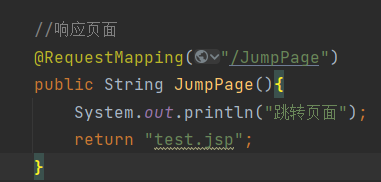 //响应页面
@RequestMapping("/JumpPage")
public String JumpPage(){
System.out.println("跳转页面");
return "test.jsp";
}